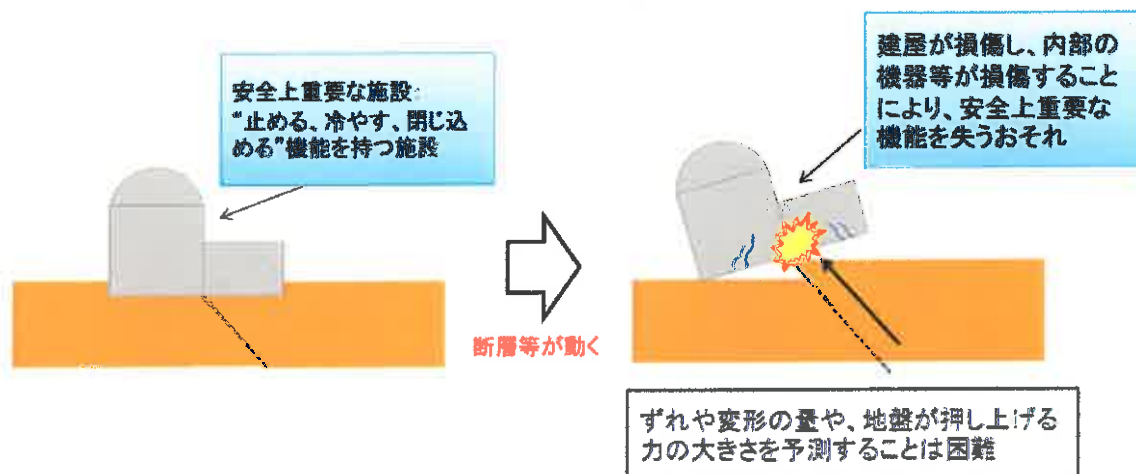 安全上重要な施設:
“止める、冷やす、閉じ込
める”機能を持つ施設
断層等が動く
建屋が損傷し、内部の
機器等が損傷すること
により、安全上重要な
機能を失うおそれ
ずれや変形の量や、地盤が押し上げる
力の大きさを予測することは困難